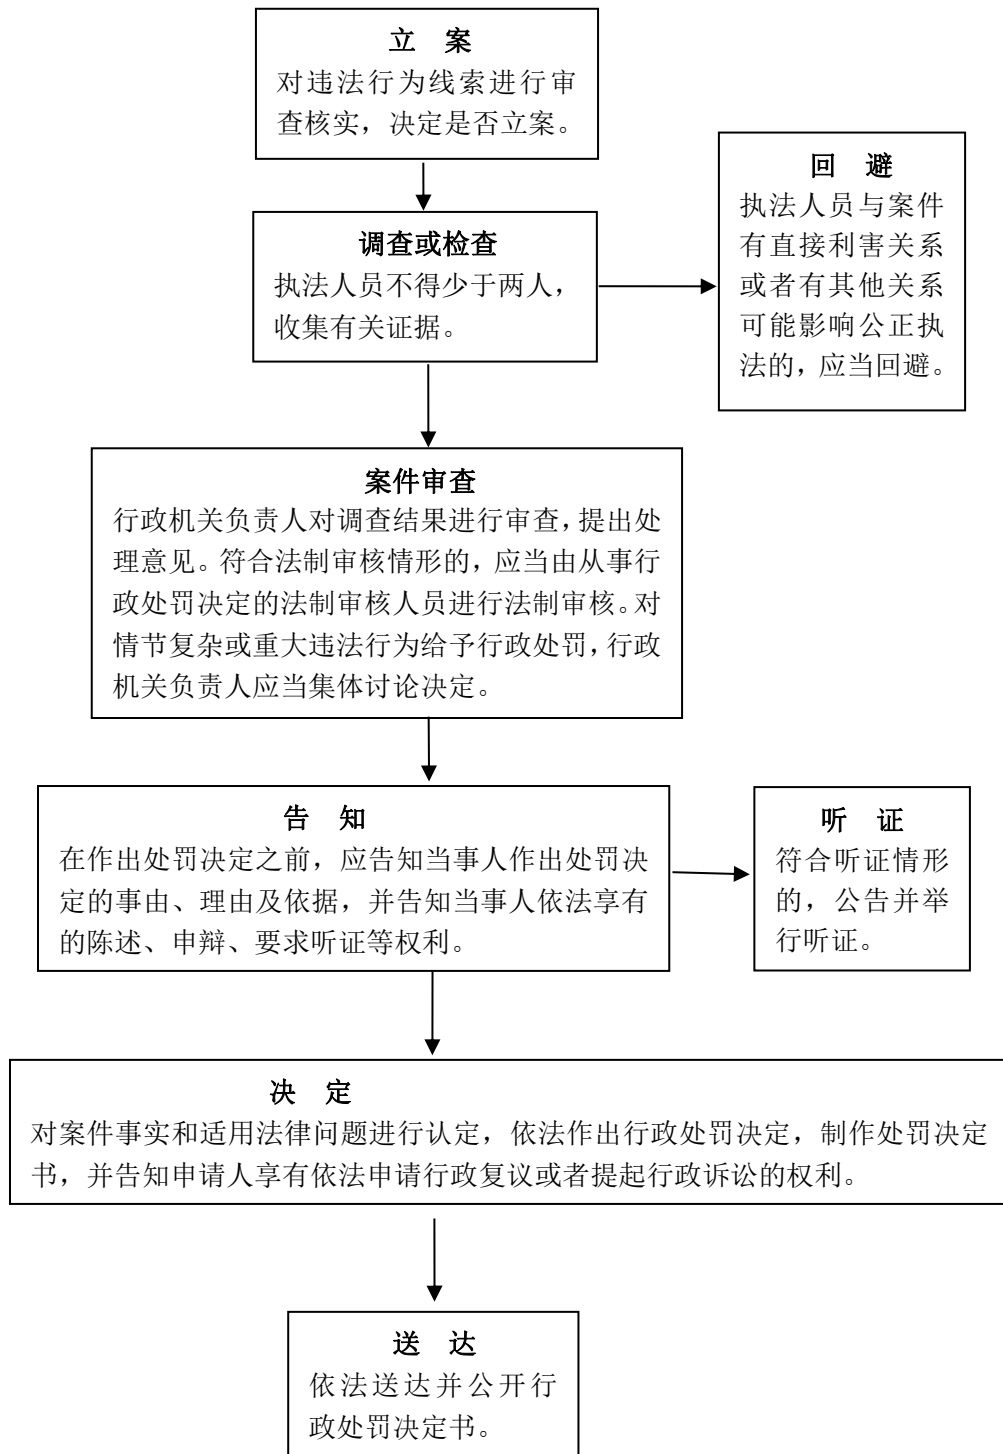 立 案
对违法行为线索进行审
查核实，决定是否立案。
回 避
执法人员与案件
有直接利害关系
或者有其他关系
可能影响公正执
法的，应当回避。
调查或检查
执法人员不得少于两人，
收集有关证据。
案件审查
行政机关负责人对调查结果进行审查，提出处
理意见。符合法制审核情形的，应当由从事行
政处罚决定的法制审核人员进行法制审核。对
情节复杂或重大违法行为给予行政处罚，行政
机关负责人应当集体讨论决定。
告 知
在作出处罚决定之前，应告知当事人作出处罚决
定的事由、理由及依据，并告知当事人依法享有
的陈述、申辩、要求听证等权利。
听 证
符合听证情形
的，公告并举
行听证。
决 定
对案件事实和适用法律问题进行认定，依法作出行政处罚决定，制作处罚决定
书，并告知申请人享有依法申请行政复议或者提起行政诉讼的权利。
送 达
依法送达并公开行
政处罚决定书。